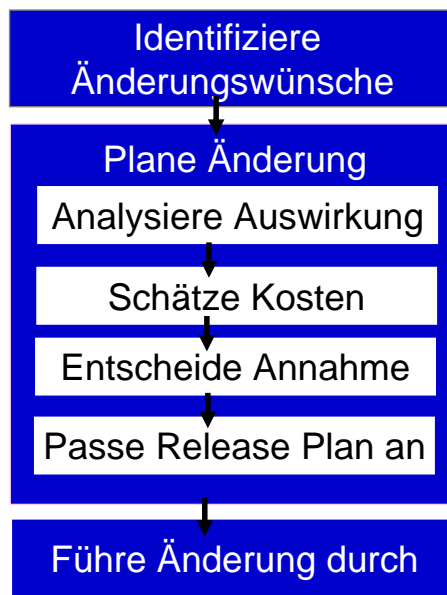 Identifiziere
Änderungswünsche
Plane Änderung
Analysiere Auswirkung
Schätze Kosten
Entscheide Annahme
Passe Release Plan an
Führe Änderung durch